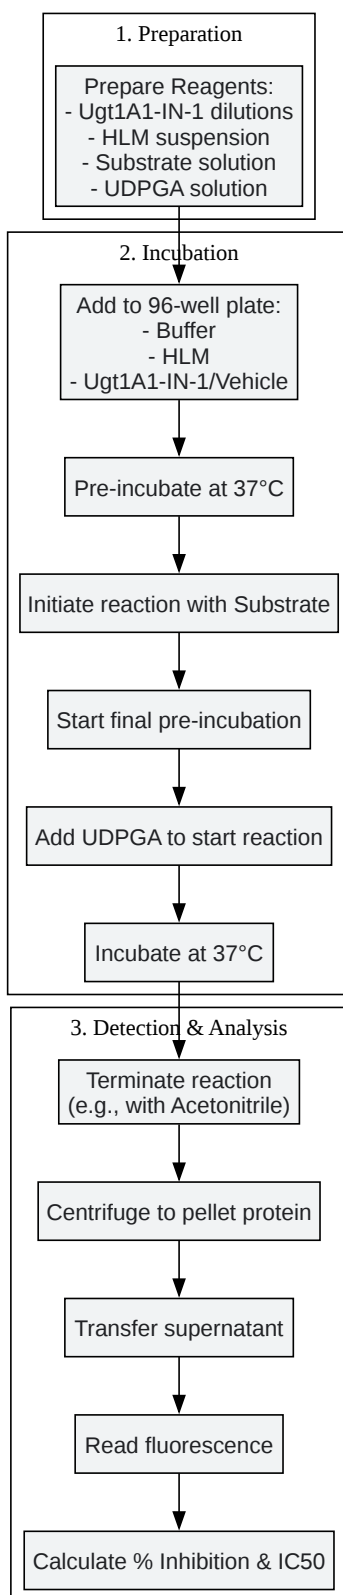 1. Preparation
Prepare Reagents:
- Ugt1A1-IN-1 dilutions
- HLM suspension
- Substrate solution
- UDPGA solution
2. Incubation
Add to 96-well plate:
- Buffer
- HLM
- Ugt1A1-IN-1/Vehicle
Pre-incubate at 37°C
Initiate reaction with Substrate
Start final pre-incubation
Add UDPGA to start reaction
Incubate at 37°C
3. Detection & Analysis
Terminate reaction
(e.g., with Acetonitrile)
Centrifuge to pellet protein
Transfer supernatant
Read fluorescence
Calculate % Inhibition & IC50